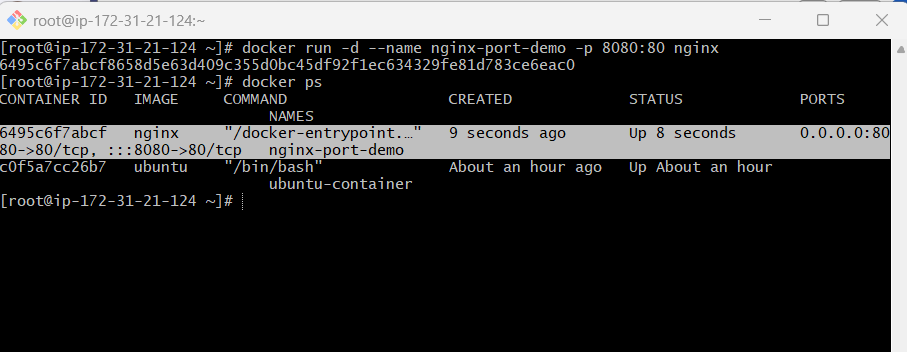 root@ip-172-31-21-124:~
[root@ip-172-31-21-124 ~]# docker run -d --name nginx-port-demo -p 8080:80 nginx
6495c6f7abcf8658d5e63d409c355d0bc45df92f1ec634329fe81d783ce6eac0
[root@ip-172-31-21-124 ~]# docker ps
CONTAINER ID   IMAGE     COMMAND                  CREATED             STATUS             PORTS
                              NAMES
6495c6f7abcf   nginx     "/docker-entrypoint.…"   9 seconds ago       Up 8 seconds       0.0.0.0:80
80->80/tcp, :::8080->80/tcp   nginx-port-demo
c0f5a7cc26b7   ubuntu    "/bin/bash"              About an hour ago   Up About an hour
                              ubuntu-container
[root@ip-172-31-21-124 ~]#